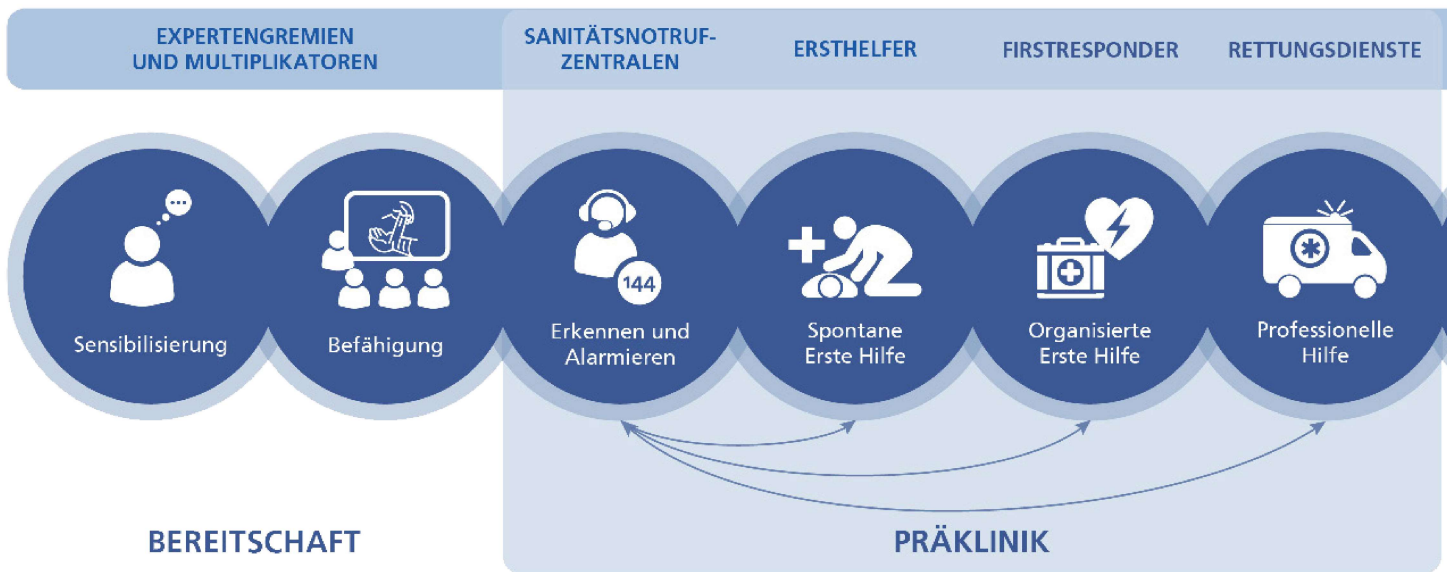 EXPERTENGREMIEN
UND MULTIPLIKATOREN
SANITÄTSNOTRUF-
ZENTRALEN
ERSTHELFER
FIRSTRESPONDER
RETTUNGSDIENSTE
Sensibilisierung
Befähigung
144
Erkennen und
Alarmieren
Spontane
Erste Hilfe
Organisierte
Erste Hilfe
Professionelle
Hilfe
BEREITSCHAFT
PRÄKLINIK